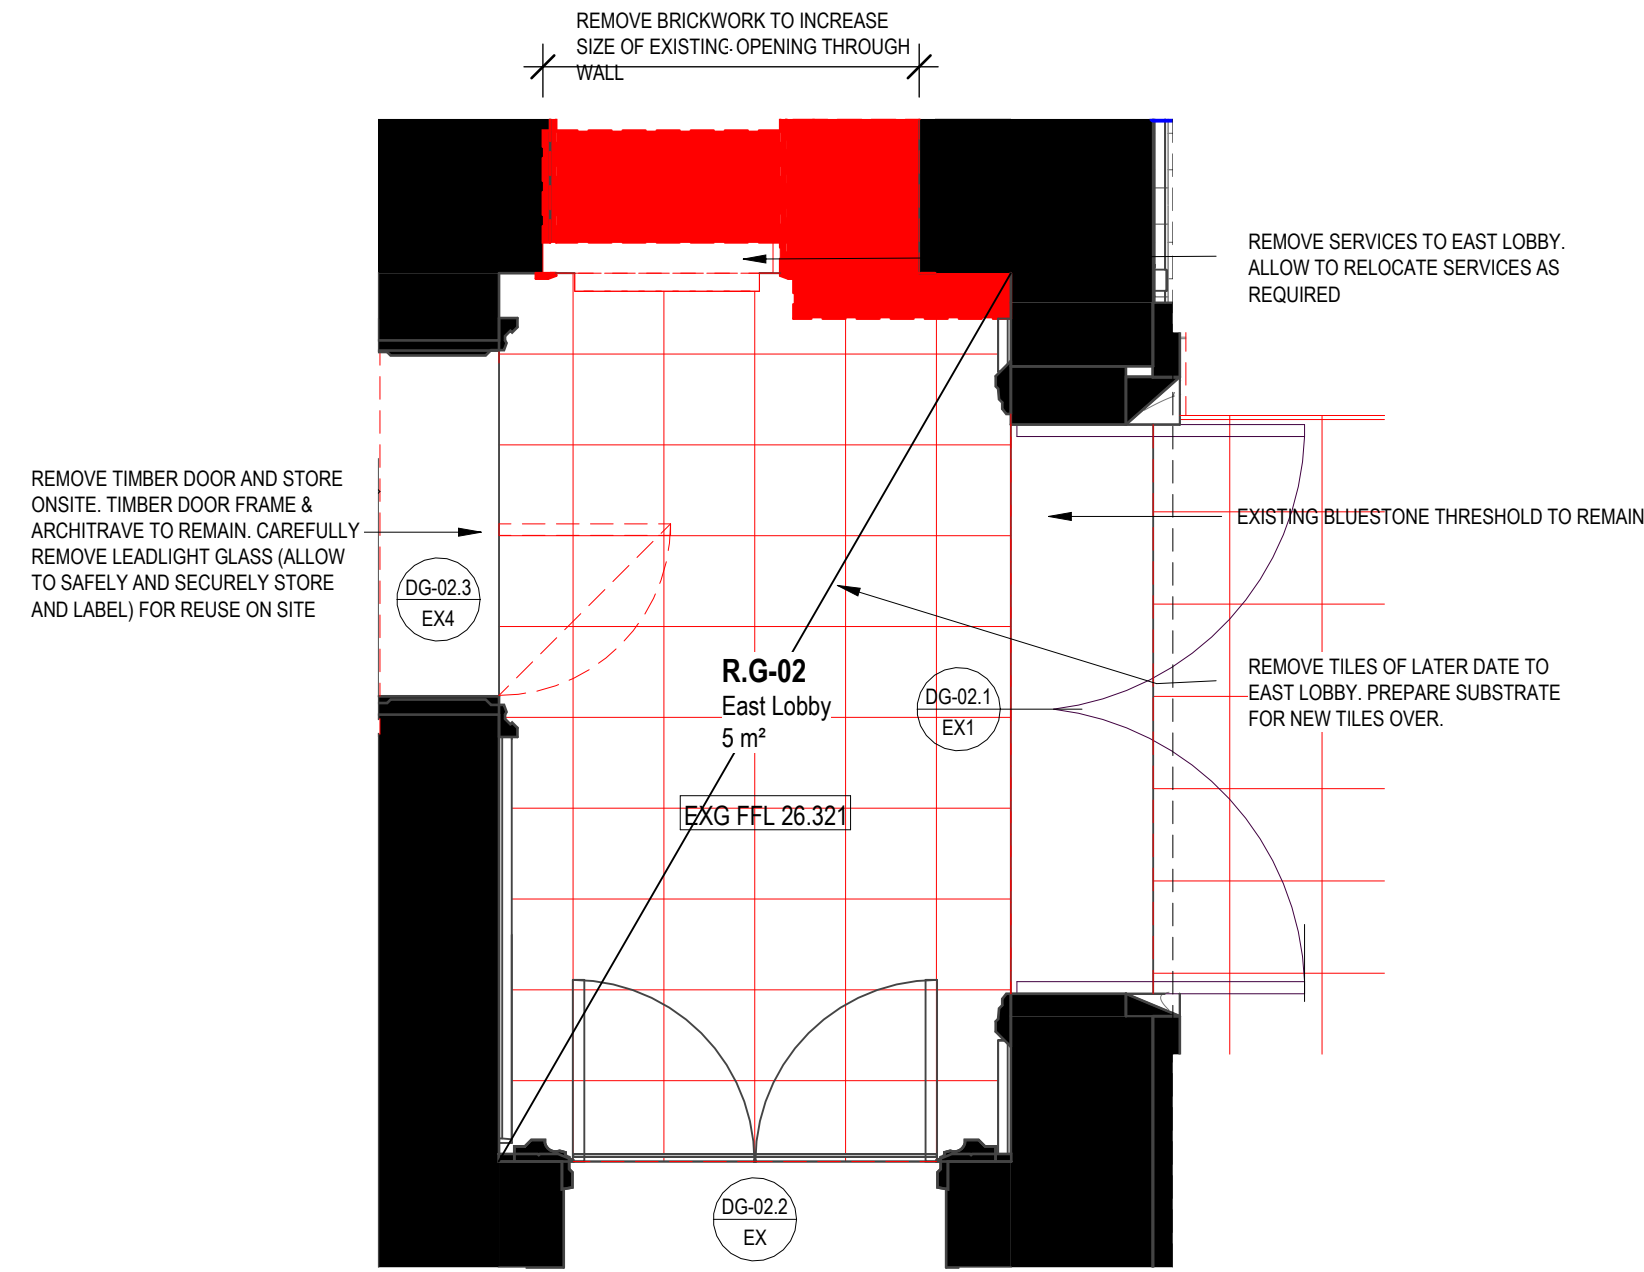 REMOVE BRICKWORK TO INCREASE
SIZE OF EXISTING OPENING THROUGH
WALL
REMOVE SERVICES TO EAST LOBBY.
ALLOW TO RELOCATE SERVICES AS
REQUIRED
REMOVE TIMBER DOOR AND STORE
ONSITE. TIMBER DOOR FRAME &
ARCHITRAVE TO REMAIN. CAREFULLY
REMOVE LEADLIGHT GLASS (ALLOW
TO SAFELY AND SECURELY STORE
AND LABEL) FOR REUSE ON SITE
DG-02.3
EX4
EXISTING BLUESTONE THRESHOLD TO REMAIN
R.G-02
East Lobby
5 m²
DG-02.1
EX1
REMOVE TILES OF LATER DATE TO
EAST LOBBY. PREPARE SUBSTRATE
FOR NEW TILES OVER.
EXG FFL 26.321
DG-02.2
EX